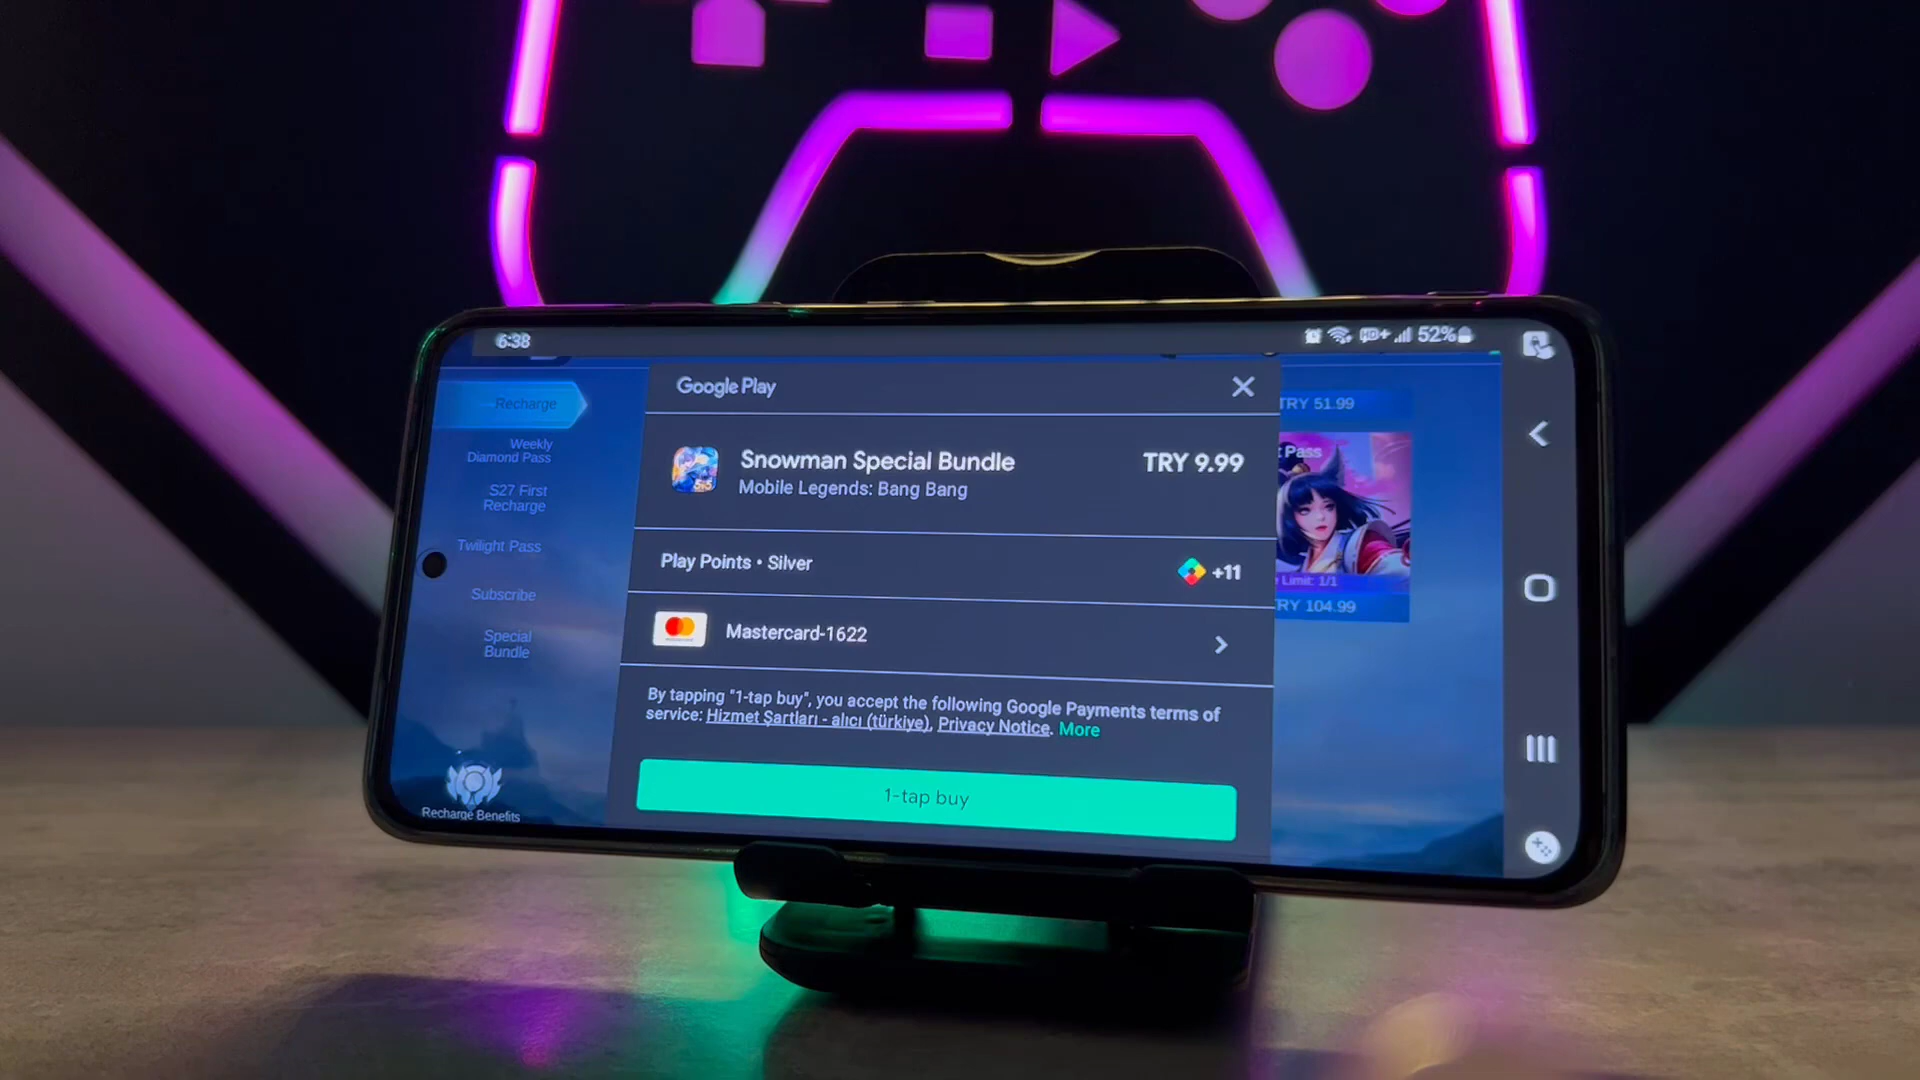 6:38
HD+ 52%
Recharge
Weekly
Diamond Pass
S27 First
Recharge
Twilight Pass
Subscribe
Special
Bundle
Recharge Benefits
Google Play
Snowman Special Bundle
TRY 9.99
Mobile Legends: Bang Bang
Play Points • Silver
+11
Mastercard-1622
By tapping "1-tap buy", you accept the following Google Payments terms of
service: Hizmet Şartları - alıcı (türkiye), Privacy Notice. More
1-tap buy
TRY 51.99
Pass
Limit: 1/1
TRY 104.99